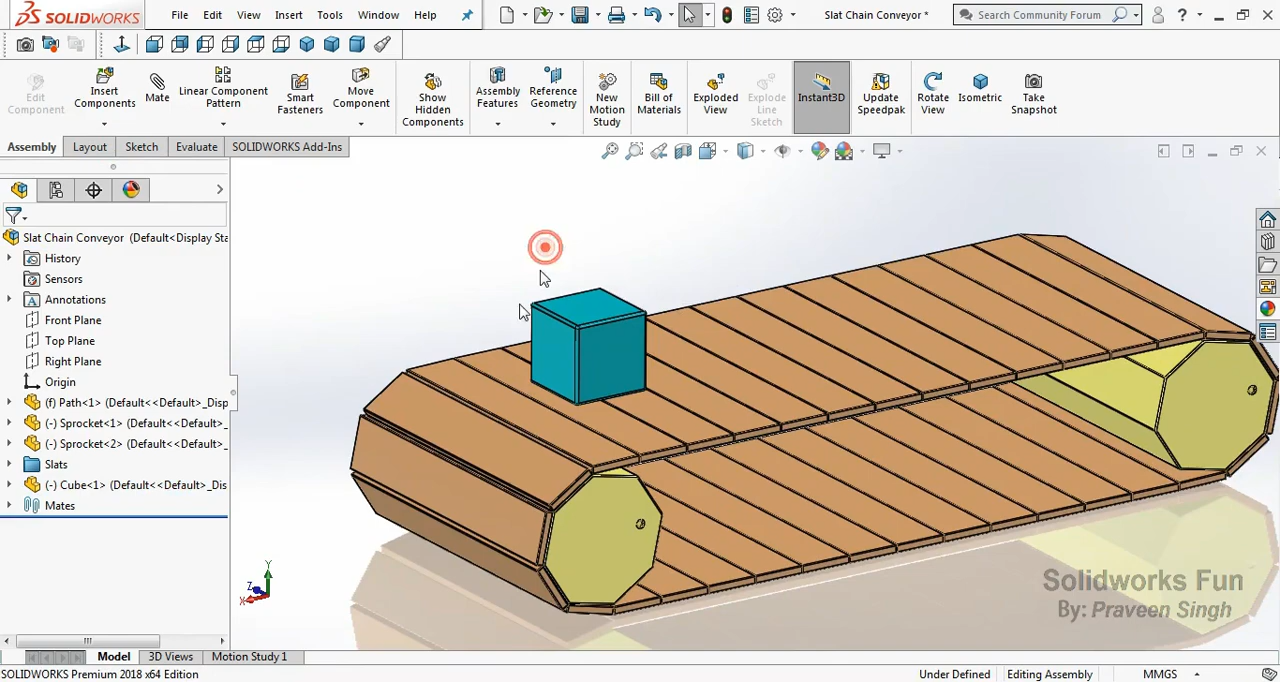 SOLIDWORKS File Edit View Insert Tools Window Help Slat Chain Conveyor * Search Community Forum ?
Edit Component
Insert Components
Mate
Linear Component Pattern
Smart Fasteners
Move Component
Show Hidden Components
Assembly Features
Reference Geometry
New Motion Study
Bill of Materials
Exploded View
Explode Line Sketch
Instant3D
Update Speedpak
Rotate View
Isometric
Take Snapshot
Assembly Layout Sketch Evaluate SOLIDWORKS Add-Ins
Slat Chain Conveyor (Default<Display Sta
History
Sensors
Annotations
Front Plane
Top Plane
Right Plane
Origin
(f) Path<1> (Default<<Default>_Disp
(-) Sprocket<1> (Default<<Default>_
(-) Sprocket<2> (Default<<Default>_
Slats
(-) Cube<1> (Default<<Default>_Dis
Mates
Y
Z
X
Solidworks Fun
By: Praveen Singh
Model 3D Views Motion Study 1
SOLIDWORKS Premium 2018 x64 Edition Under Defined Editing Assembly MMGS